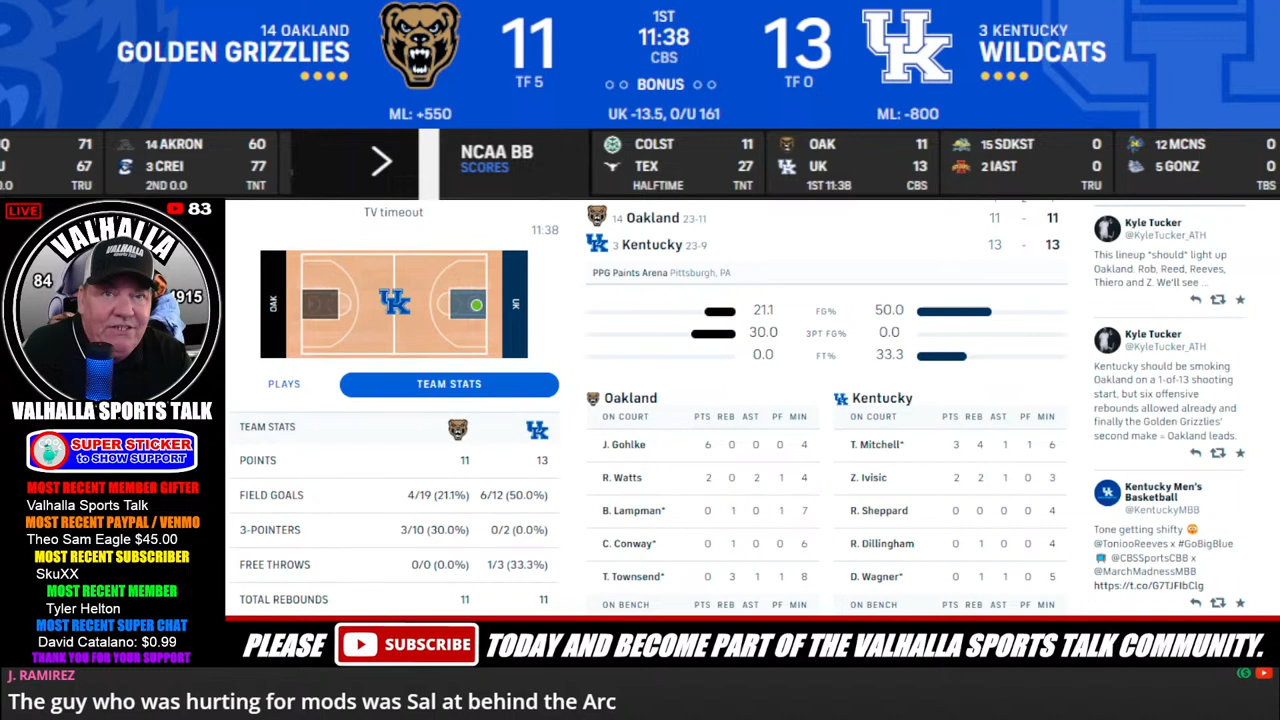 14 OAKLAND
GOLDEN GRIZZLIES
11
TF 5
ML: +550
1ST
11:38
CBS
BONUS
UK -13.5, O/U 161
13
TF 0
ML: -800
UK
3 KENTUCKY
WILDCATS
Q 71
U 67
0.0 TRU
14 AKRON 60
3 CREI 77
2ND 0.0 TNT
NCAA BB
SCORES
COLST 11
TEX 27
HALFTIME TNT
OAK 11
UK 13
1ST 11:38 CBS
15 SDKST 0
2 IAST 0
TRU
12 MCNS 0
5 GONZ 0
TBS
LIVE
83
VALHALLA
84
4915
VALHALLA
VALHALLA SPORTS TALK
SUPER STICKER
to SHOW SUPPORT
MOST RECENT MEMBER GIFTER
Valhalla Sports Talk
MOST RECENT PAYPAL / VENMO
Theo Sam Eagle $45.00
MOST RECENT SUBSCRIBER
SkuXX
MOST RECENT MEMBER
Tyler Helton
MOST RECENT SUPER CHAT
David Catalano: $0.99
THANK YOU FOR YOUR SUPPORT
TV timeout
11:38
OAK
UK
UK
PLAYS
TEAM STATS
TEAM STATS
POINTS 11 13
FIELD GOALS 4/19 (21.1%) 6/12 (50.0%)
3-POINTERS 3/10 (30.0%) 0/2 (0.0%)
FREE THROWS 0/0 (0.0%) 1/3 (33.3%)
TOTAL REBOUNDS 11 11
14 Oakland 23-11 11 - 11
3 Kentucky 23-9 13 - 13
PPG Paints Arena Pittsburgh, PA
21.1 FG% 50.0
30.0 3PT FG% 0.0
0.0 FT% 33.3
Oakland
ON COURT PTS REB AST PF MIN
J. Gohlke 6 0 0 0 4
R. Watts 2 0 2 1 4
B. Lampman* 0 1 0 1 7
C. Conway* 0 1 0 0 6
T. Townsend* 0 3 1 1 8
ON BENCH PTS REB AST PF MIN
Kentucky
ON COURT PTS REB AST PF MIN
T. Mitchell* 3 4 1 1 6
Z. Ivisic 2 2 1 0 3
R. Sheppard 0 0 0 0 4
R. Dillingham 0 1 0 0 4
D. Wagner* 0 1 1 0 5
ON BENCH PTS REB AST PF MIN
Kyle Tucker
@KyleTucker_ATH
This lineup *should* light up
Oakland. Rob, Reed, Reeves,
Thiero and Z. We'll see ...
Kyle Tucker
@KyleTucker_ATH
Kentucky should be smoking
Oakland on a 1-of-13 shooting
start, but six offensive
rebounds allowed already and
finally the Golden Grizzlies'
second make = Oakland leads.
Kentucky Men's
Basketball
@KentuckyMBB
Tone getting shifty
@ToniooReeves x #GoBigBlue
@CBSSportsCBB x
@MarchMadnessMBB
https://t.co/G7TJFIbClg
PLEASE SUBSCRIBE TODAY AND BECOME PART OF THE VALHALLA SPORTS TALK COMMUNITY.
J. RAMIREZ
The guy who was hurting for mods was Sal at behind the Arc